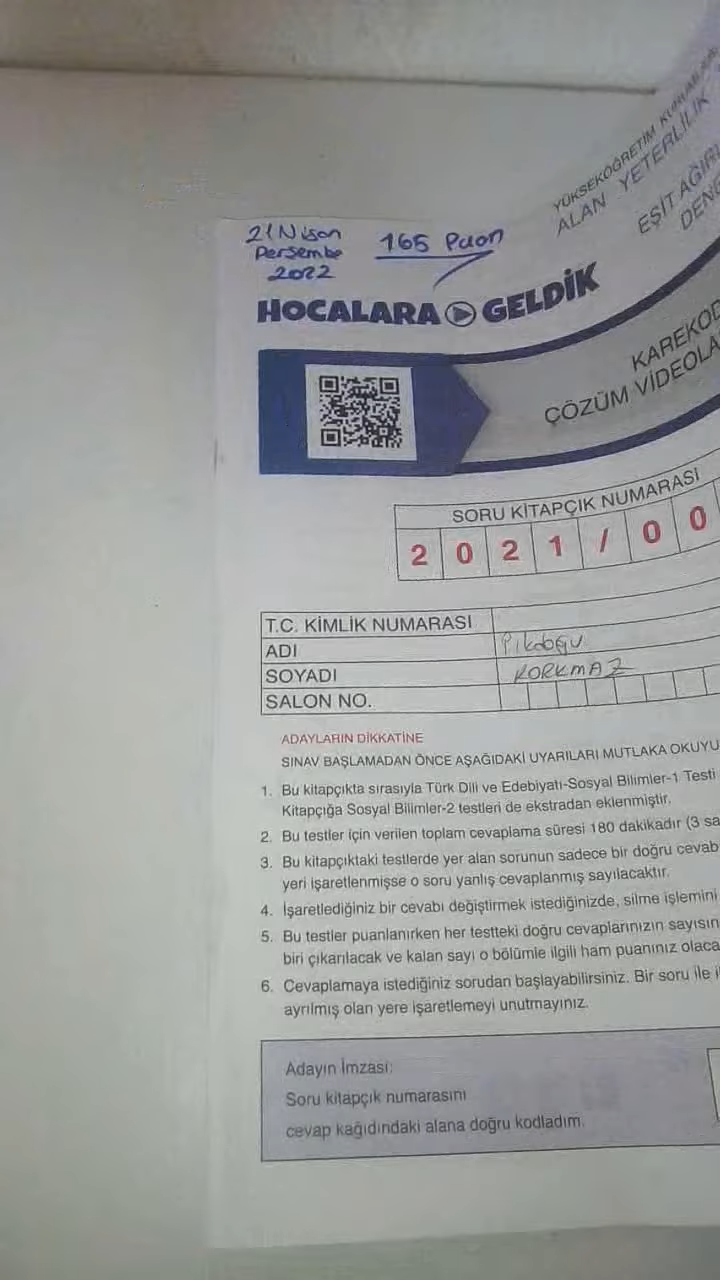 YÜKSEKÖĞRETİM
ALAN YETERLİLİK
EŞİT AĞIRL
DENE
21 Nisan
Perşembe
2022
165 Puan
HOCALARA GELDİK
KAREKOD
ÇÖZÜM VİDEOLA
SORU KİTAPÇIK NUMARASI
2 0 2 1 / 0 0
T.C. KİMLİK NUMARASI
ADI
SOYADI KORKMAZ
SALON NO.
ADAYLARIN DİKKATİNE
SINAV BAŞLAMADAN ÖNCE AŞAĞIDAKİ UYARILARI MUTLAKA OKUYU
1. Bu kitapçıkta sırasıyla Türk Dili ve Edebiyatı-Sosyal Bilimler-1 Testi
Kitapçığa Sosyal Bilimler-2 testleri de ekstradan eklenmiştir.
2. Bu testler için verilen toplam cevaplama süresi 180 dakikadır (3 sa
3. Bu kitapçıktaki testlerde yer alan sorunun sadece bir doğru cevab
yeri işaretlenmişse o soru yanlış cevaplanmış sayılacaktır.
4. İşaretlediğiniz bir cevabı değiştirmek istediğinizde, silme işlemini
5. Bu testler puanlanırken her testteki doğru cevaplarınızın sayısın
biri çıkarılacak ve kalan sayı o bölümle ilgili ham puanınız olaca
6. Cevaplamaya istediğiniz sorudan başlayabilirsiniz. Bir soru ile il
ayrılmış olan yere işaretlemeyi unutmayınız.
Adayın İmzası:
Soru kitapçık numarasını
cevap kağıdındaki alana doğru kodladım.